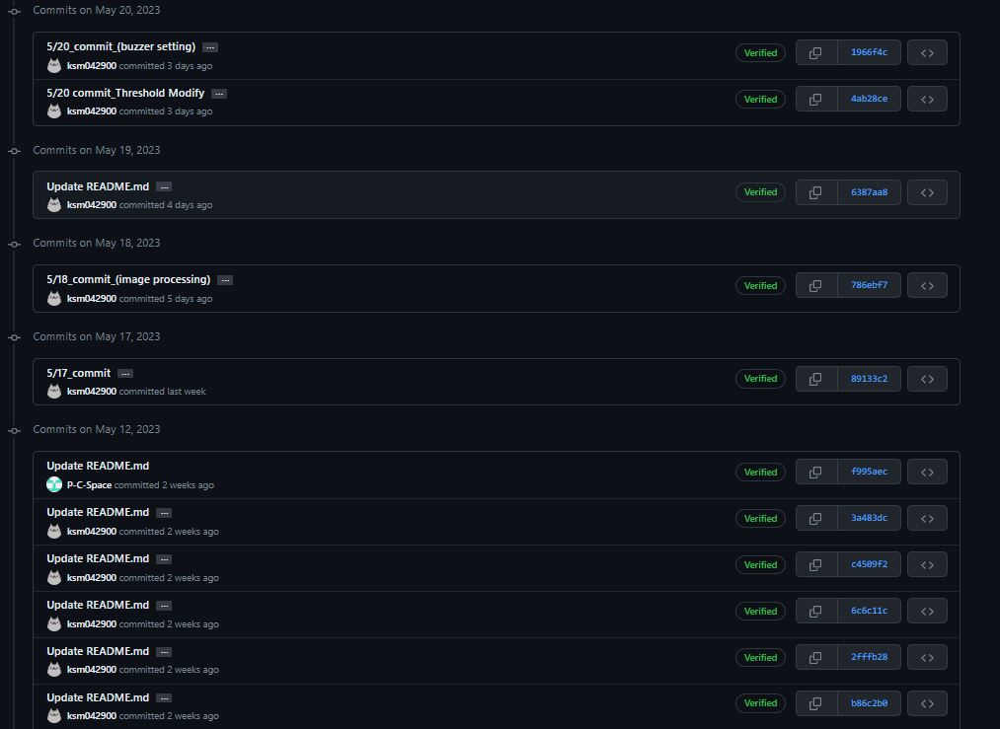 Commits on May 20, 2023
5/20_commit_(buzzer setting) ...
Verified 1966f4c
ksm042900 committed 3 days ago
5/20 commit_Threshold Modify ...
Verified 4ab28ce
ksm042900 committed 3 days ago
Commits on May 19, 2023
Update README.md ...
Verified 6387aa8
ksm042900 committed 4 days ago
Commits on May 18, 2023
5/18_commit_(image processing) ...
Verified 786ebf7
ksm042900 committed 5 days ago
Commits on May 17, 2023
5/17_commit ...
Verified 89133c2
ksm042900 committed last week
Commits on May 12, 2023
Update README.md
Verified f995aec
P-C-Space committed 2 weeks ago
Update README.md ...
Verified 3a483dc
ksm042900 committed 2 weeks ago
Update README.md ...
Verified c4509f2
ksm042900 committed 2 weeks ago
Update README.md ...
Verified 6c6c11c
ksm042900 committed 2 weeks ago
Update README.md ...
Verified 2fffb28
ksm042900 committed 2 weeks ago
Update README.md ...
Verified b86c2b0
ksm042900 committed 2 weeks ago